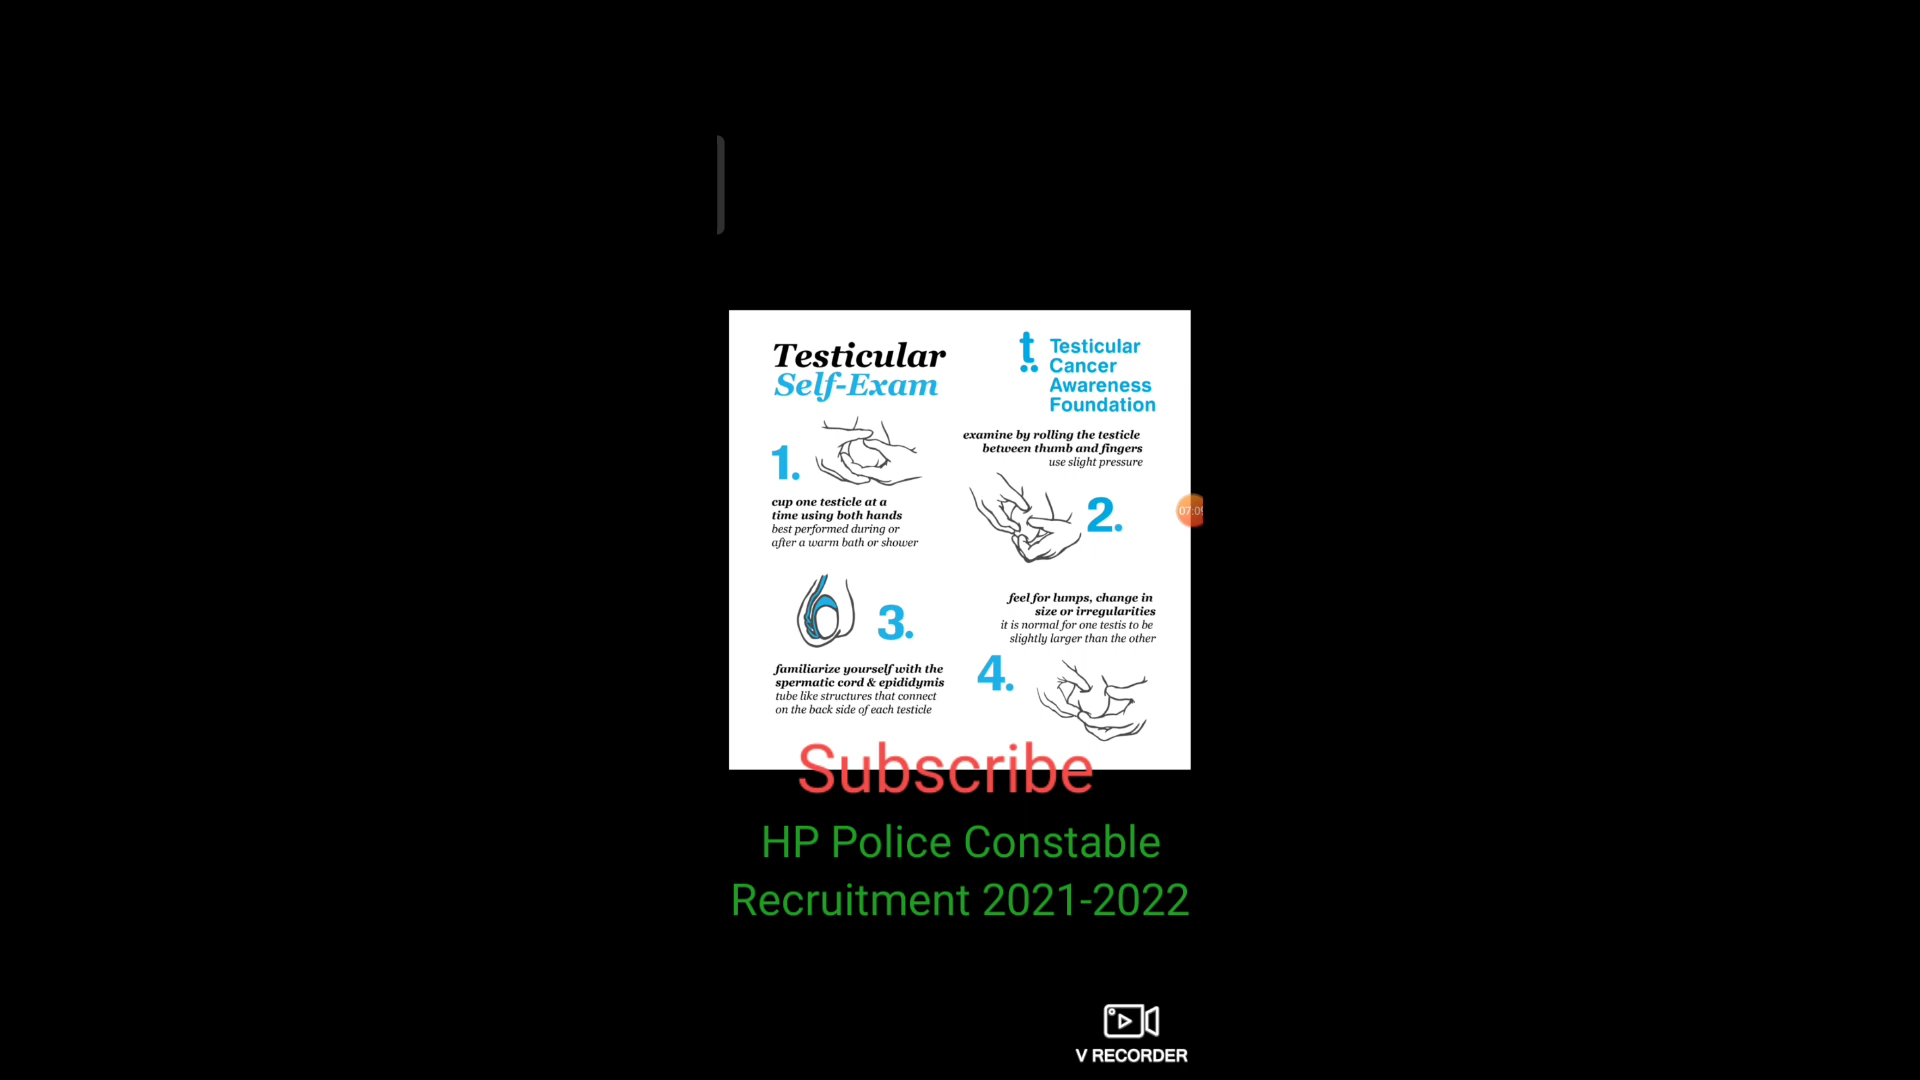 Testicular
Self-Exam
t
Testicular
Cancer
Awareness
Foundation
1.
cup one testicle at a
time using both hands
best performed during or
after a warm bath or shower
examine by rolling the testicle
between thumb and fingers
use slight pressure
2.
07:09
3.
familiarize yourself with the
spermatic cord & epididymis
tube like structures that connect
on the back side of each testicle
feel for lumps, change in
size or irregularities
it is normal for one testis to be
slightly larger than the other
4.
Subscribe
HP Police Constable
Recruitment 2021-2022
V RECORDER